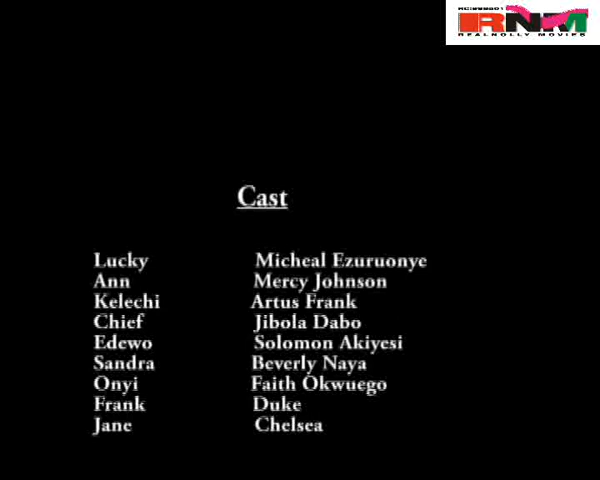 RNM
REALNOLLY MOVIES
Cast
Lucky Micheal Ezuruonye
Ann Mercy Johnson
Kelechi Artus Frank
Chief Jibola Dabo
Edewo Solomon Akiyesi
Sandra Beverly Naya
Onyi Faith Okwuego
Frank Duke
Jane Chelsea